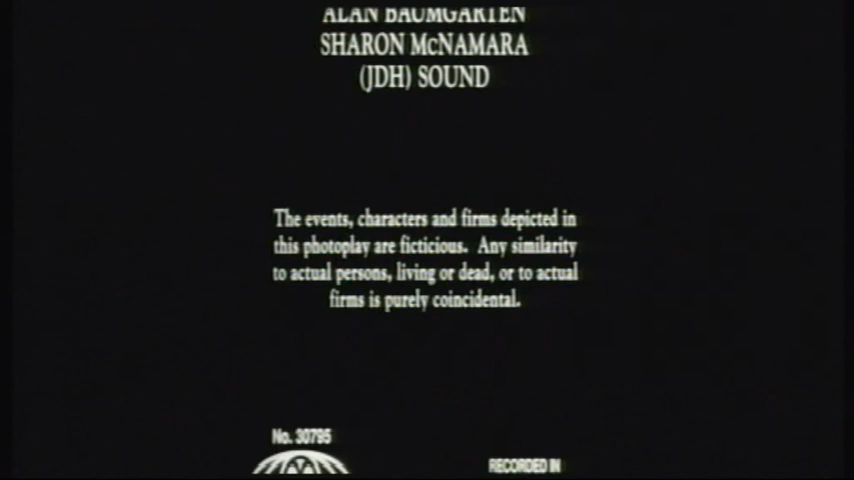 ALAN BAUMGARTEN
SHARON McNAMARA
(JDH) SOUND
The events, characters and firms depicted in
this photoplay are ficticious. Any similarity
to actual persons, living or dead, or to actual
firms is purely coincidental.
No. 30795
RECORDED IN